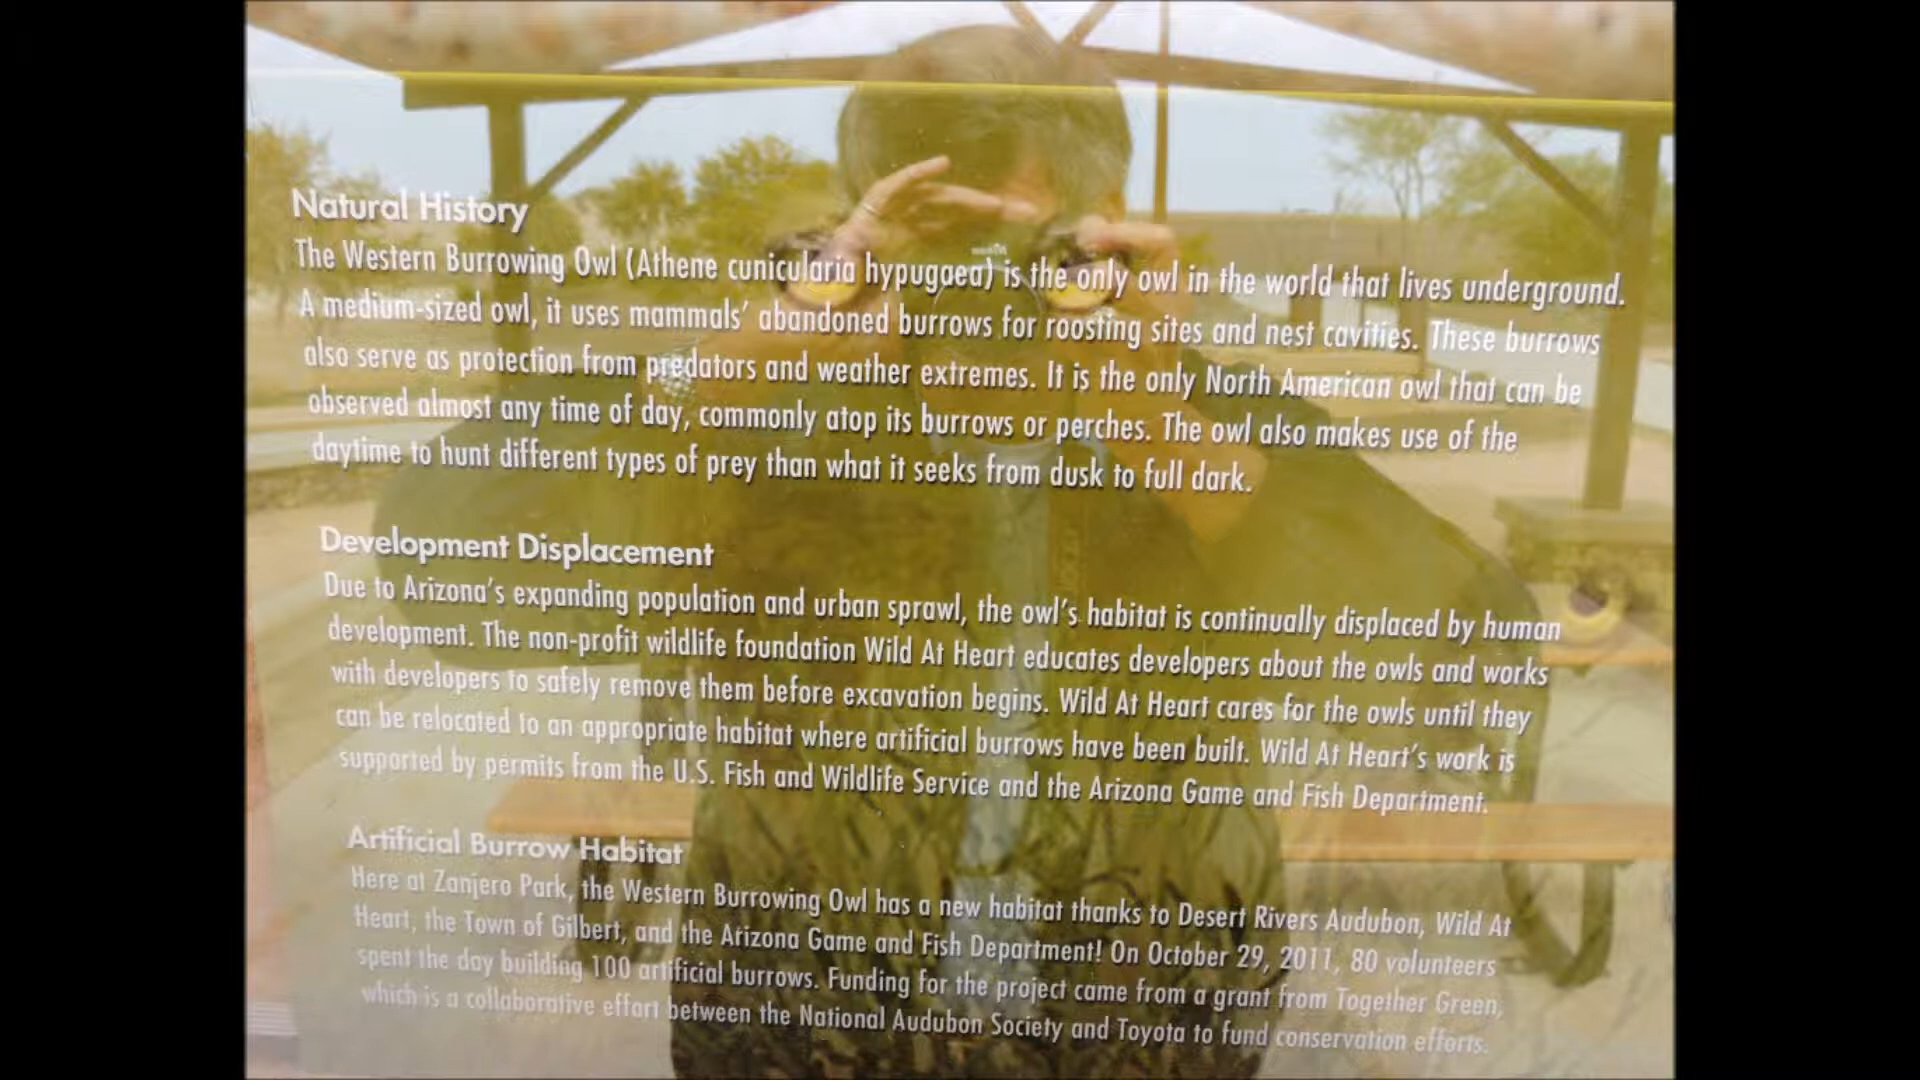 Natural History
The Western Burrowing Owl (Athene cunicularia hypugaea) is the only owl in the world that lives underground.
A medium-sized owl, it uses mammals' abandoned burrows for roosting sites and nest cavities. These burrows
also serve as protection from predators and weather extremes. It is the only North American owl that can be
observed almost any time of day, commonly atop its burrows or perches. The owl also makes use of the
daytime to hunt different types of prey than what it seeks from dusk to full dark.
Development Displacement
Due to Arizona's expanding population and urban sprawl, the owl's habitat is continually displaced by human
development. The non-profit wildlife foundation Wild At Heart educates developers about the owls and works
with developers to safely remove them before excavation begins. Wild At Heart cares for the owls until they
can be relocated to an appropriate habitat where artificial burrows have been built. Wild At Heart's work is
supported by permits from the U.S. Fish and Wildlife Service and the Arizona Game and Fish Department.
Artificial Burrow Habitat
Here at Zanjero Park, the Western Burrowing Owl has a new habitat thanks to Desert Rivers Audubon, Wild At
Heart, the Town of Gilbert, and the Arizona Game and Fish Department! On October 29, 2011, 80 volunteers
spent the day building 100 artificial burrows. Funding for the project came from a grant from Together Green,
which is a collaborative effort between the National Audubon Society and Toyota to fund conservation efforts.